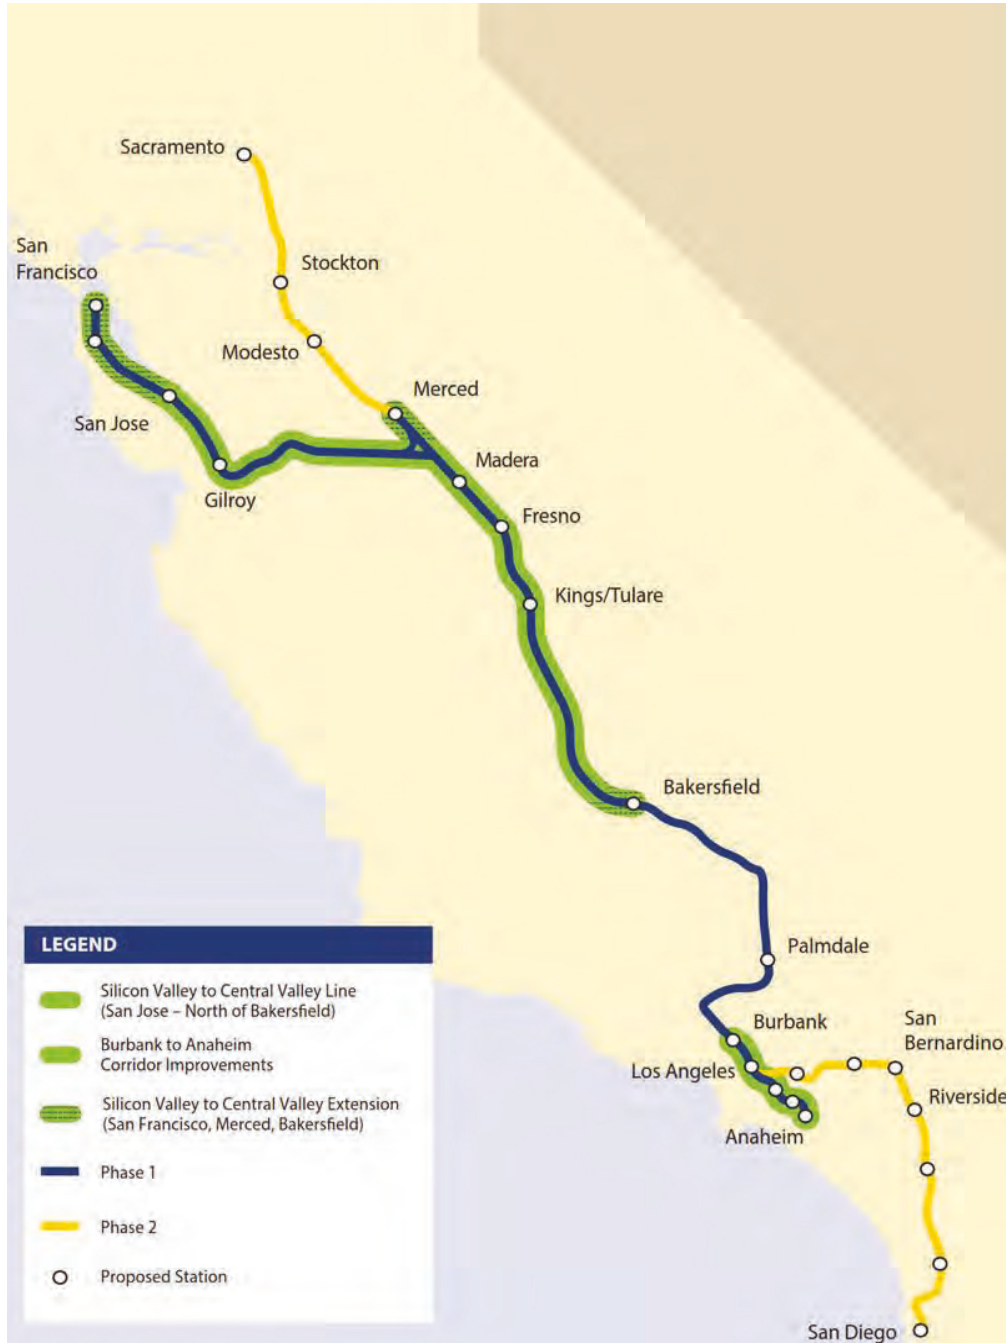 Sacramento
San
Francisco
Stockton
Modesto
Merced
San Jose
Madera
Gilroy
Fresno
Kings/Tulare
Bakersfield
Palmdale
Burbank
San
Bernardino
Los Angeles
Riverside
Anaheim
San Diego
LEGEND
Silicon Valley to Central Valley Line
(San Jose – North of Bakersfield)
Burbank to Anaheim
Corridor Improvements
Silicon Valley to Central Valley Extension
(San Francisco, Merced, Bakersfield)
Phase 1
Phase 2
Proposed Station